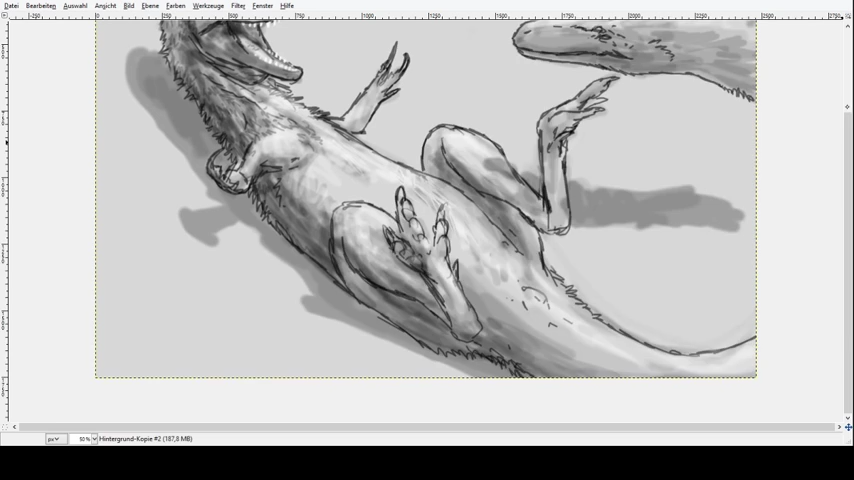 Datei Bearbeiten Auswahl Ansicht Bild Ebene Farben Werkzeuge Filter Fenster Hilfe
-250 0 250 500 750 1000 1250 1500 1750 2000 2250 2500 2750
px 50 % Hintergrund-Kopie #2 (187,8 MB)